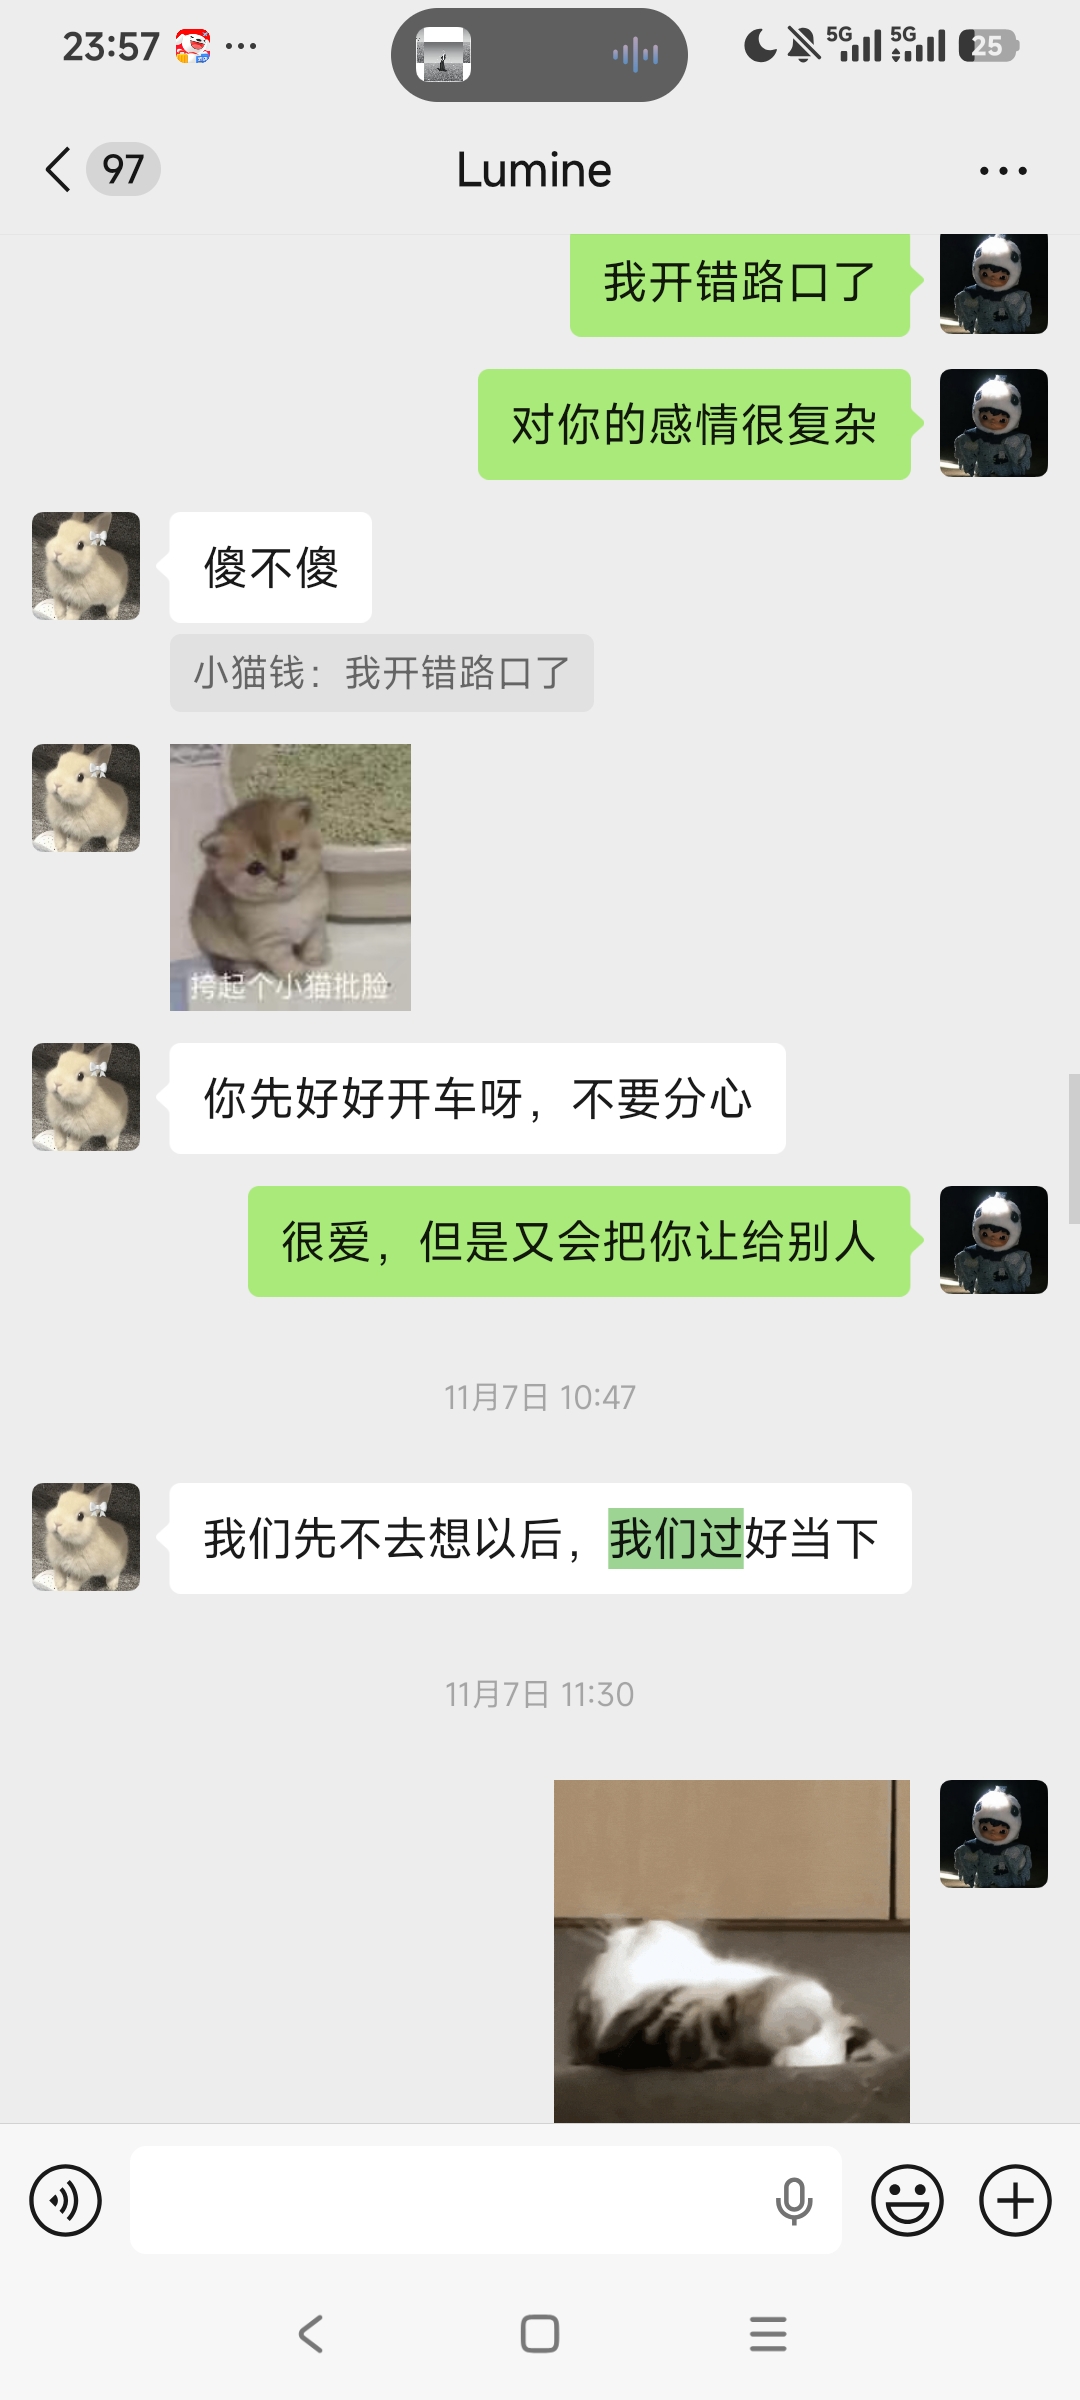 23:57
5G
5G
25
97
Lumine
我开错路口了
对你的感情很复杂
傻不傻
小猫钱：我开错路口了
挎起个小猫批脸
你先好好开车呀，不要分心
很爱，但是又会把你让给别人
11月7日 10:47
我们先不去想以后，我们过好当下
11月7日 11:30